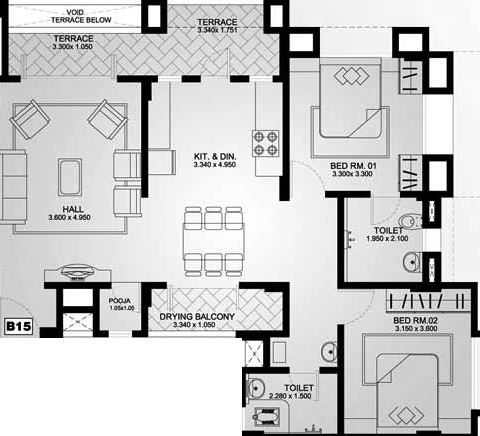 VOID
TERRACE BELOW
TERRACE
3.340x 1.751
TERRACE
3.300x 1.050
KIT. & DIN.
3.340 x 4.950
BED RM. 01
3.300x 3.300
HALL
3.600 x 4.950
TOILET
1.950 x 2.100
POOJA
1.05x1.05
DRYING BALCONY
3.340 x 1.050
B15
BED RM.02
3.150 x 3.600
TOILET
2.280 x 1.500